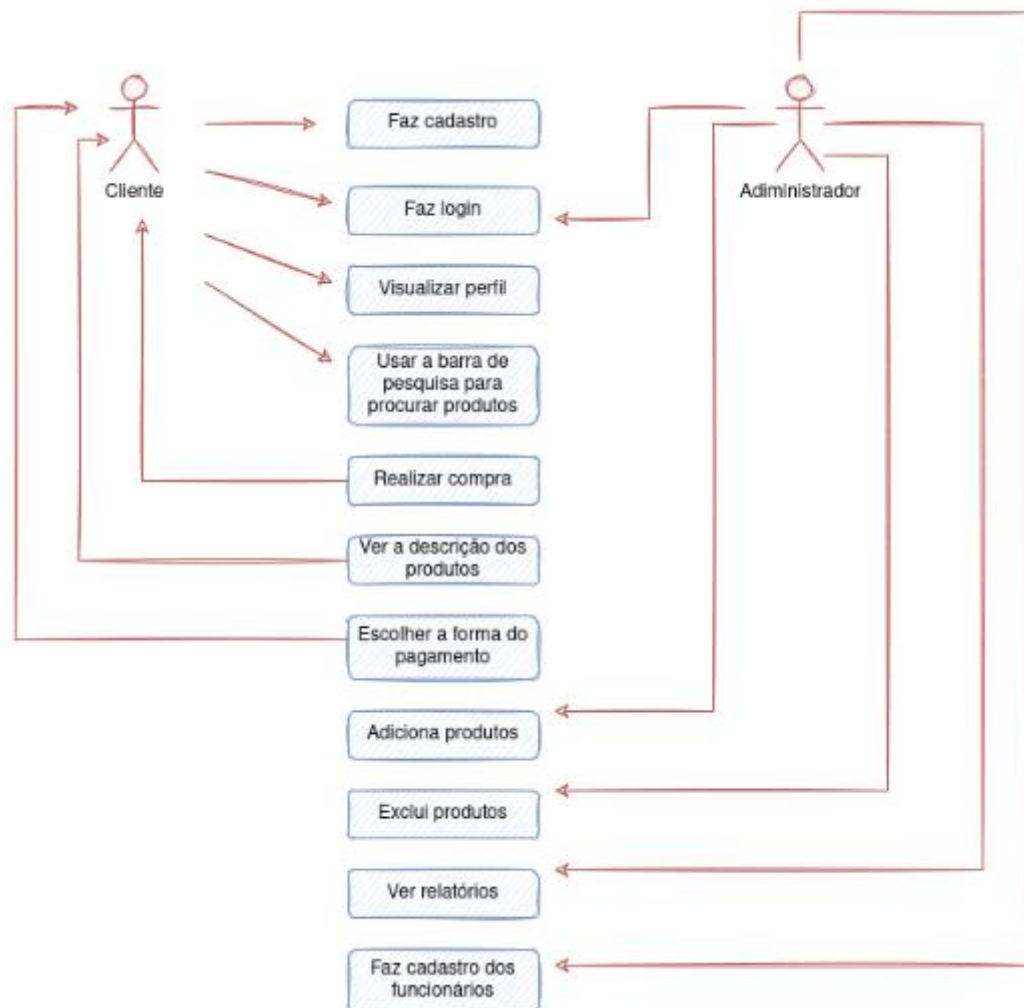 Cliente
Adiministrador
Faz cadastro
Faz login
Visualizar perfil
Usar a barra de
pesquisa para
procurar produtos
Realizar compra
Ver a descrição dos
produtos
Escolher a forma do
pagamento
Adiciona produtos
Exclui produtos
Ver relatórios
Faz cadastro dos
funcionários